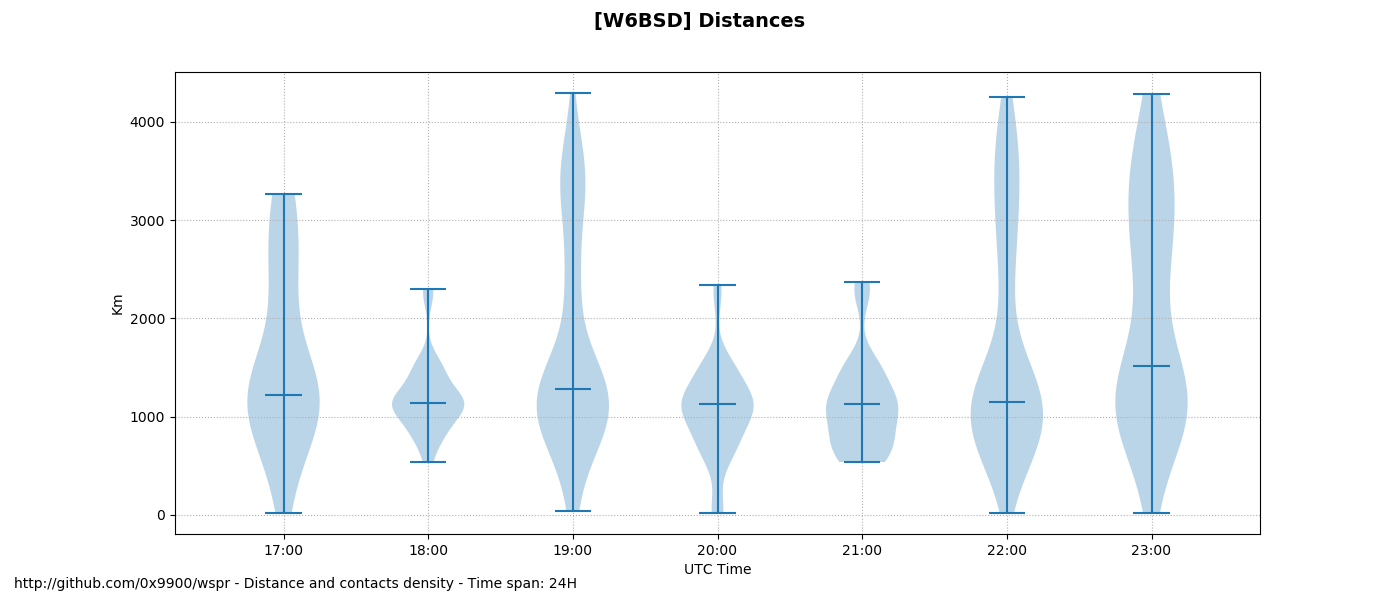 [W6BSD] Distances
4000
3000
2000
1000
0
Km
17:00 18:00 19:00 20:00 21:00 22:00 23:00
UTC Time
http://github.com/0x9900/wspr - Distance and contacts density - Time span: 24H